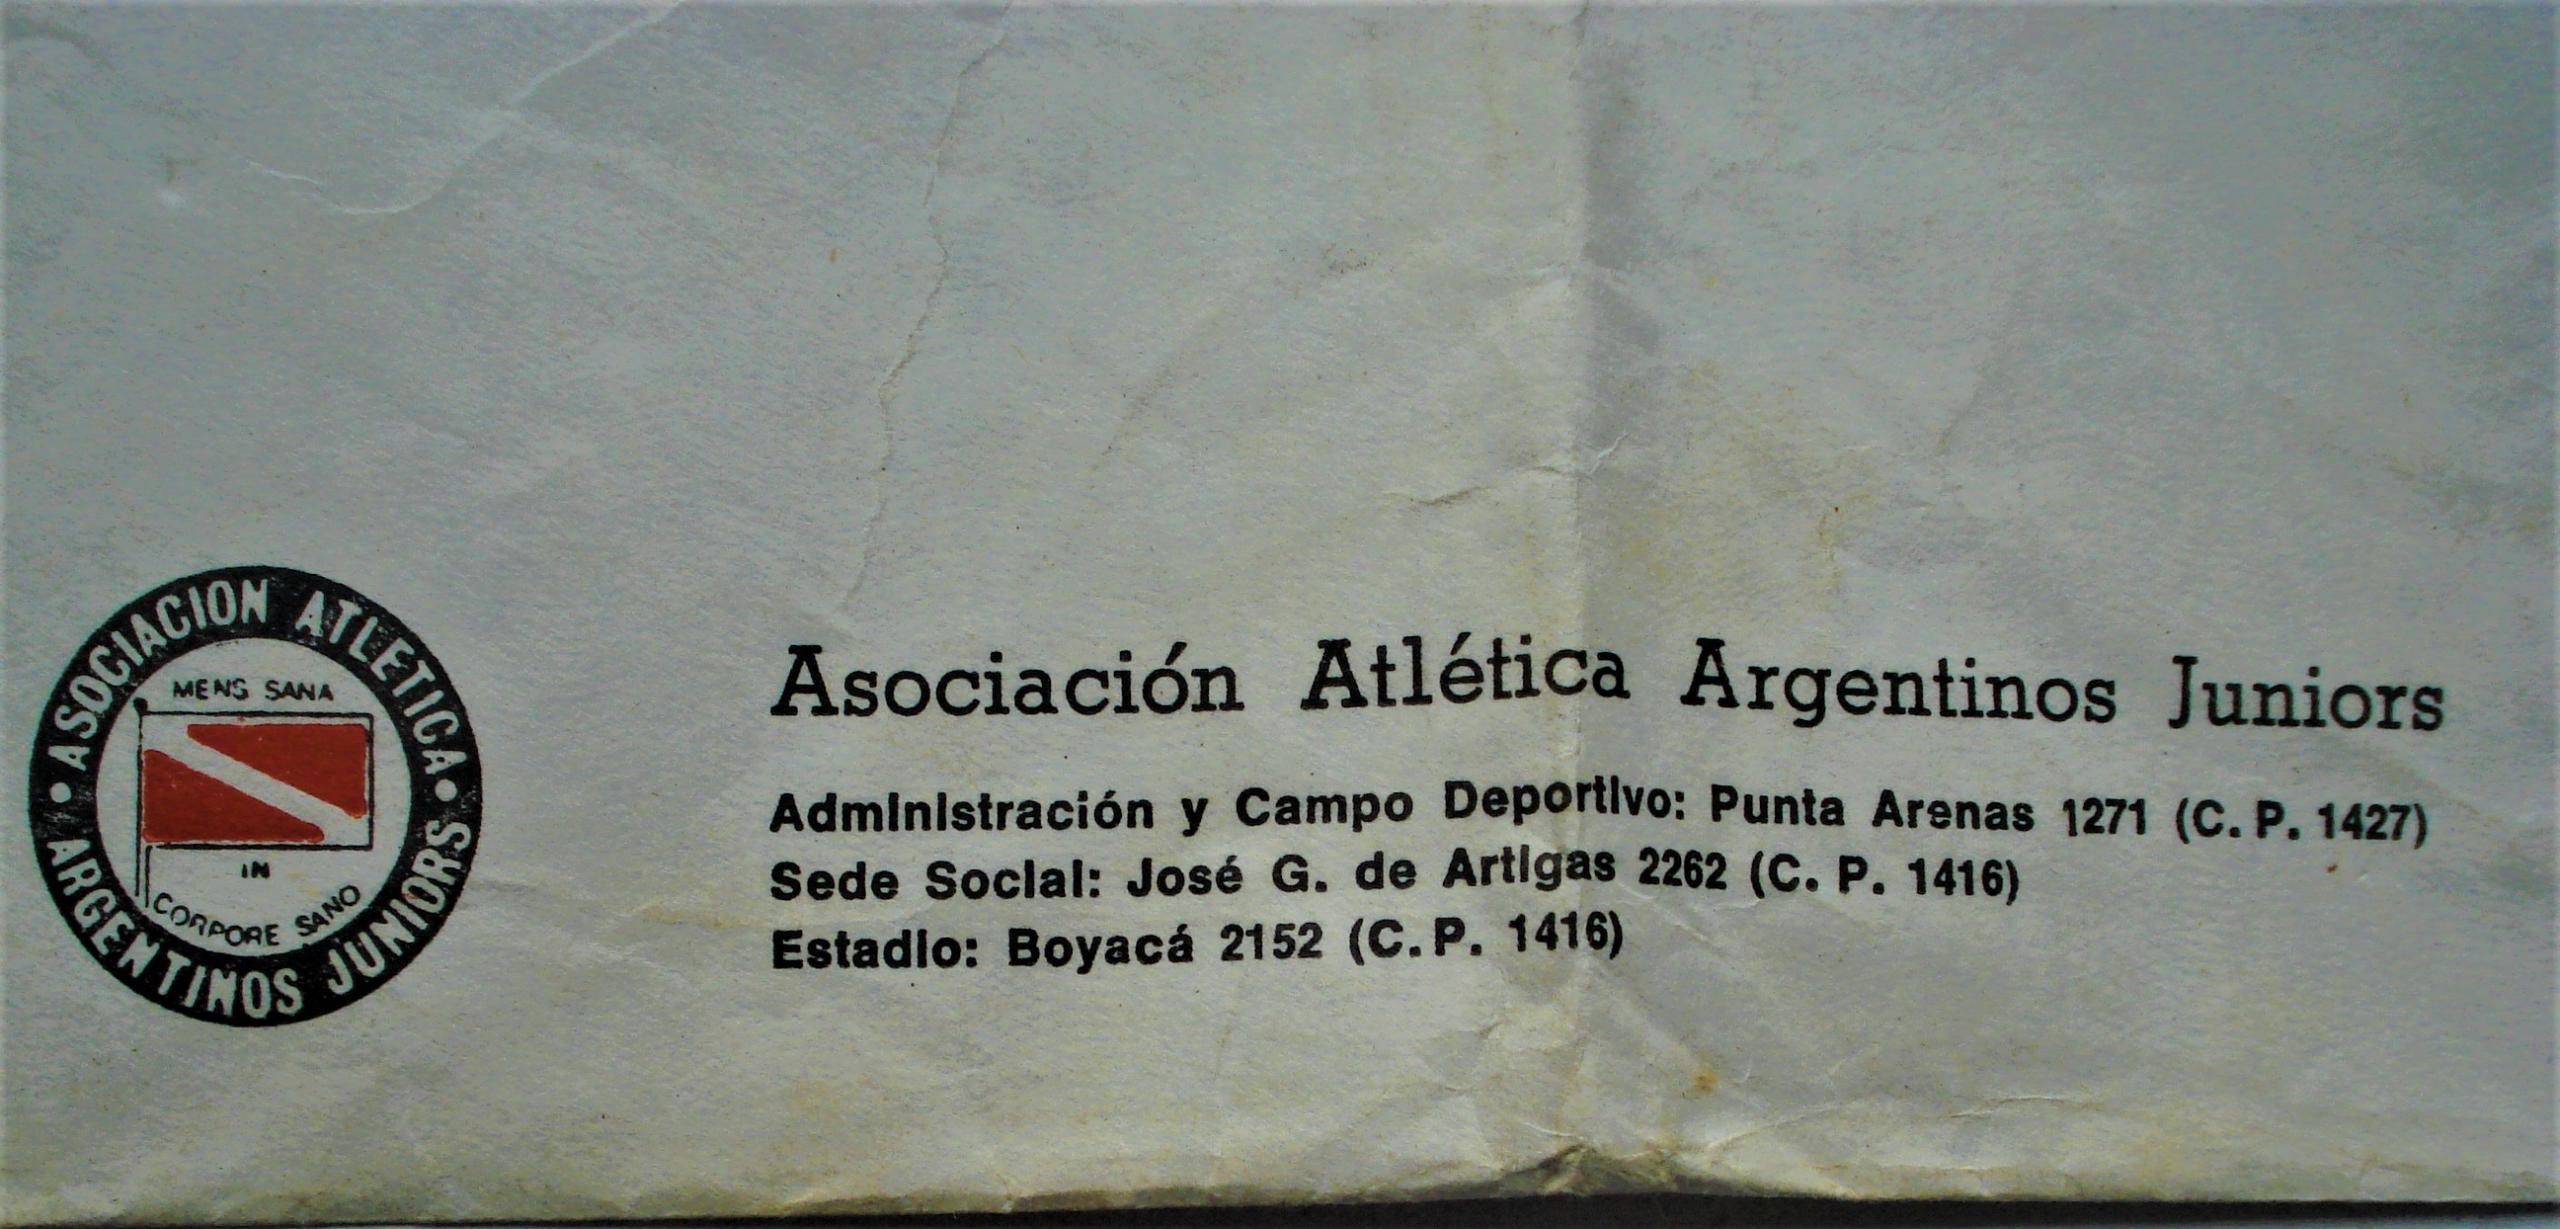 ASOCIACION ATLETICA
MENS SANA
IN
CORPORE SANO
ARGENTINOS JUNIORS
Asociación Atlética Argentinos Juniors
Administración y Campo Deportivo: Punta Arenas 1271 (C. P. 1427)
Sede Social: José G. de Artigas 2262 (C. P. 1416)
Estadio: Boyacá 2152 (C. P. 1416)